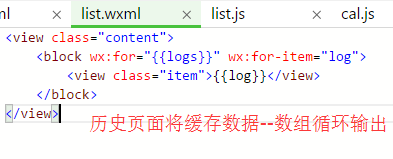 ml list.wxml list.js cal.js
<view class="content">
<block wx:for="{{logs}}" wx:for-item="log">
<view class="item">{{log}}</view>
</block>
</view>
历史页面将缓存数据--数组循环输出